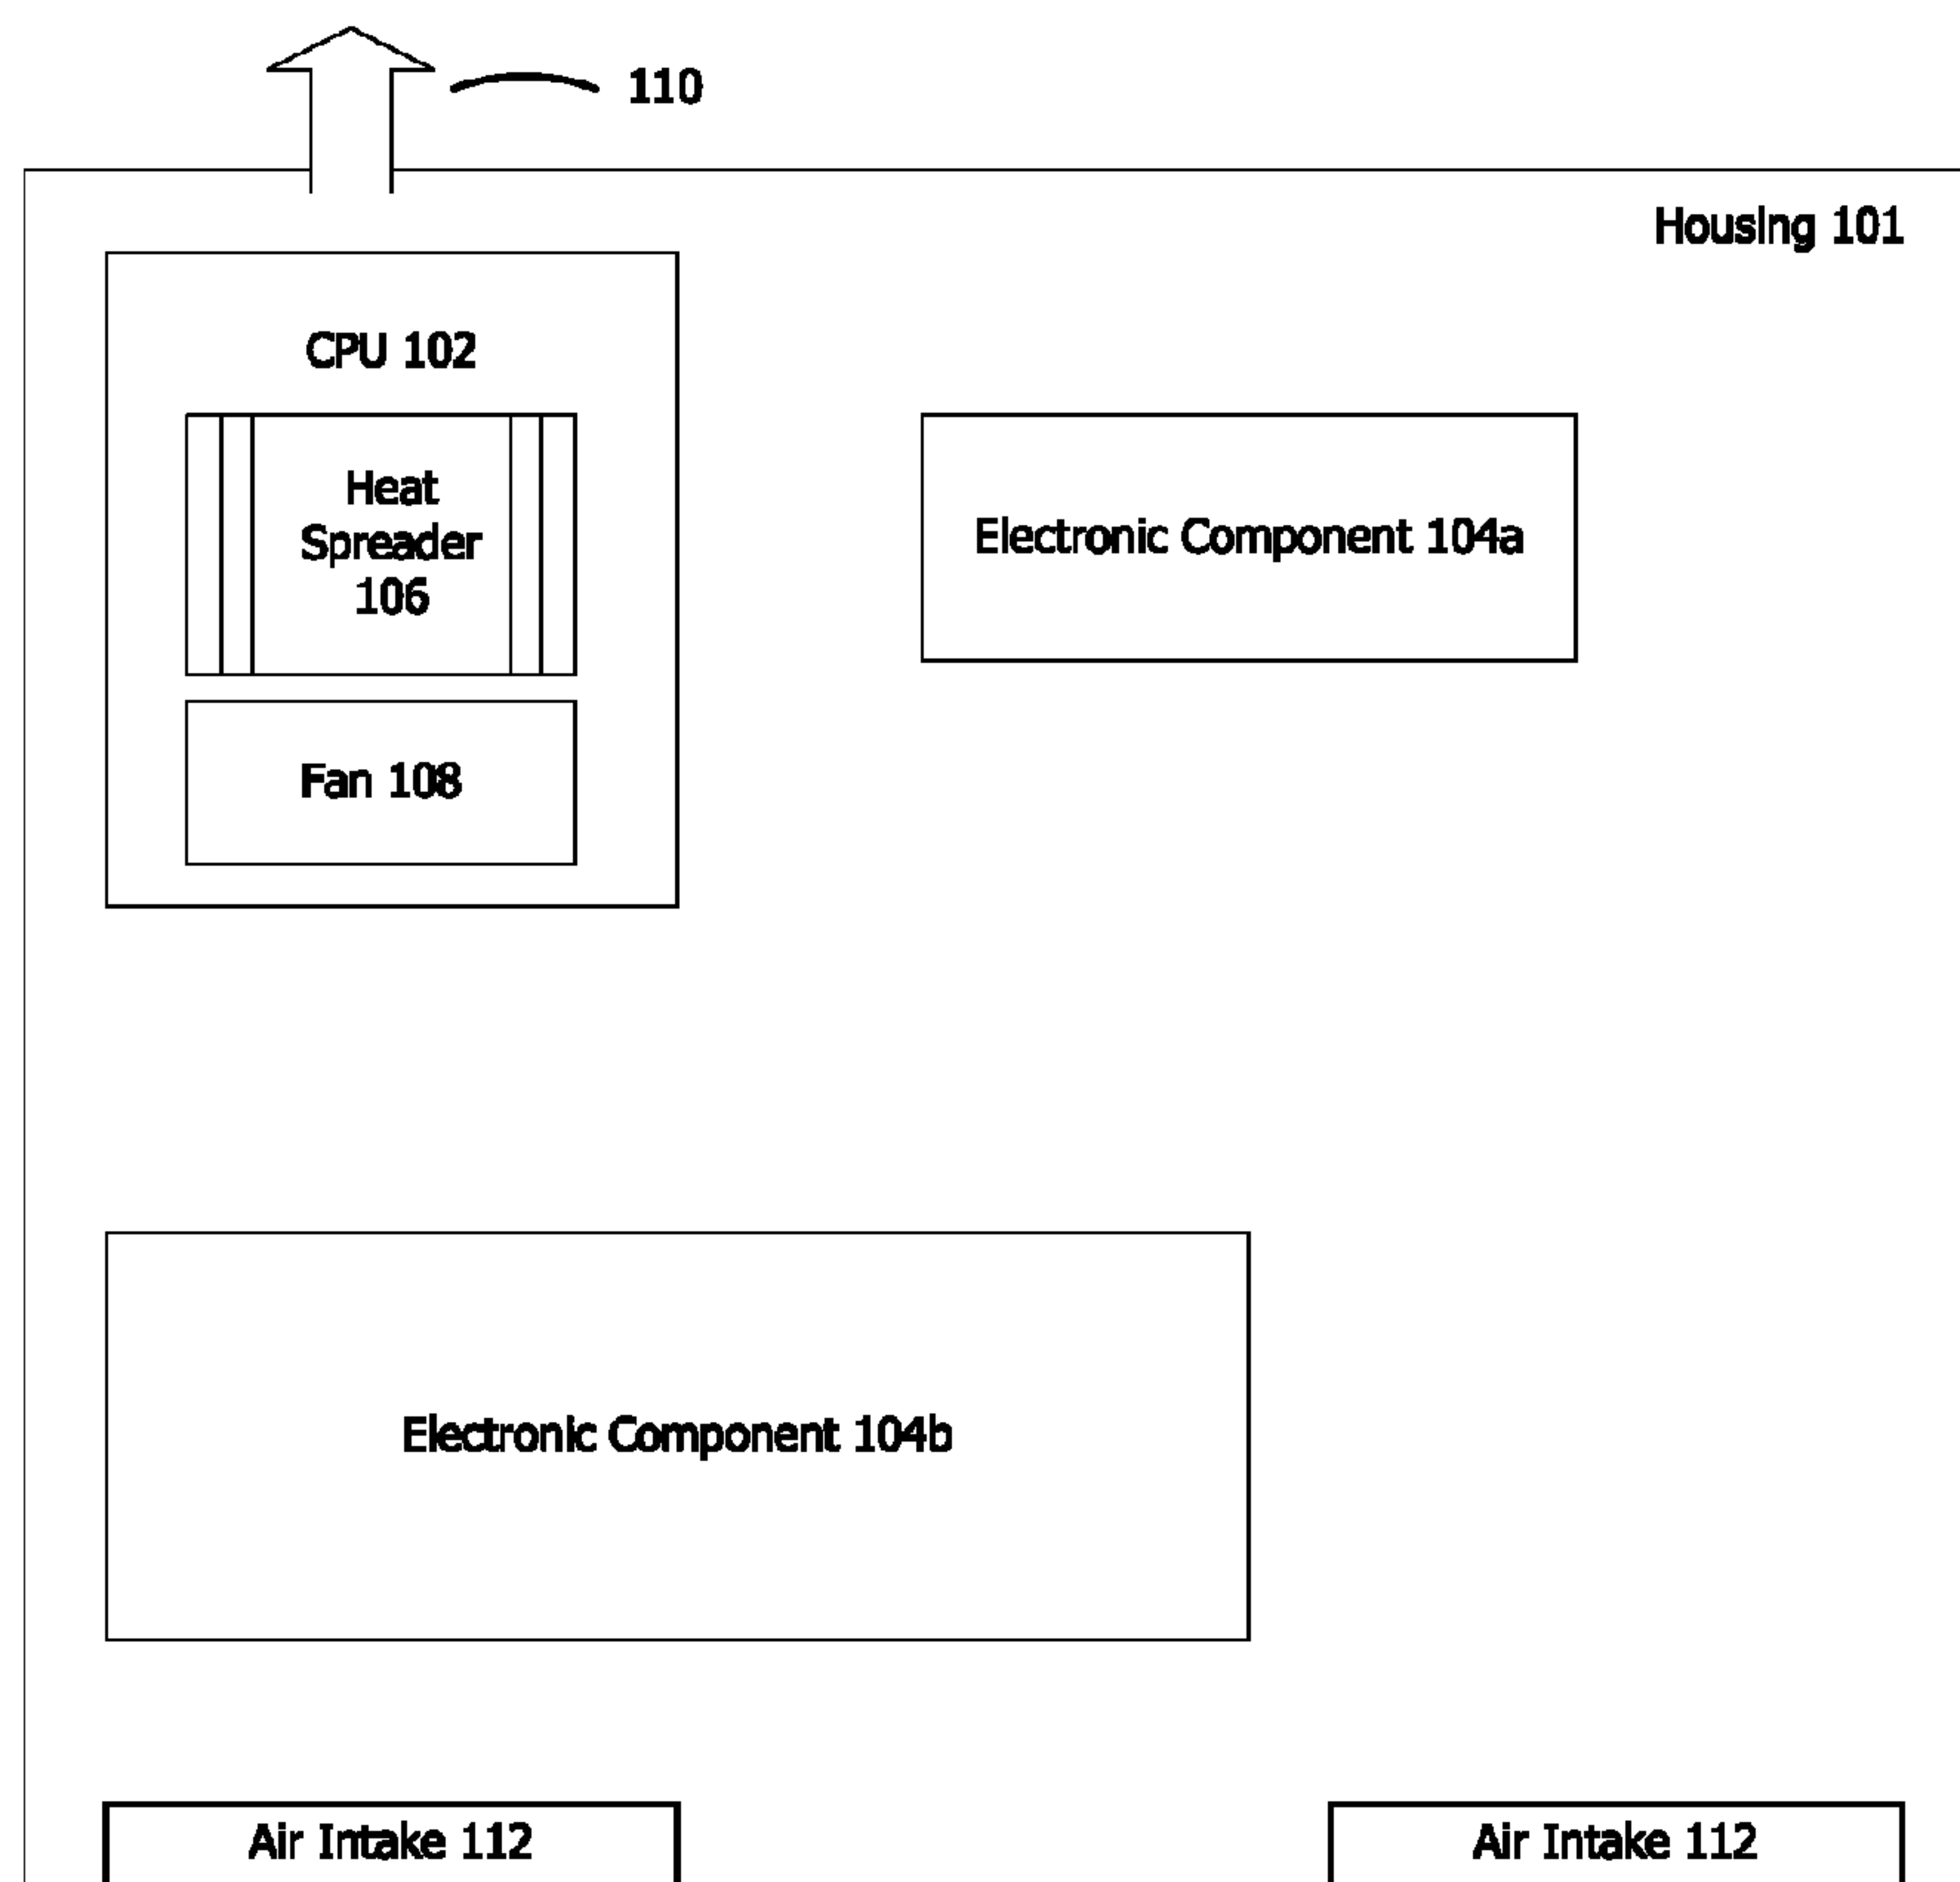 110
Housing 101
CPU 102
Heat
Spreader
106
Electronic Component 104a
Fan 108
Electronic Component 104b
Air Intake 112
Air Intake 112